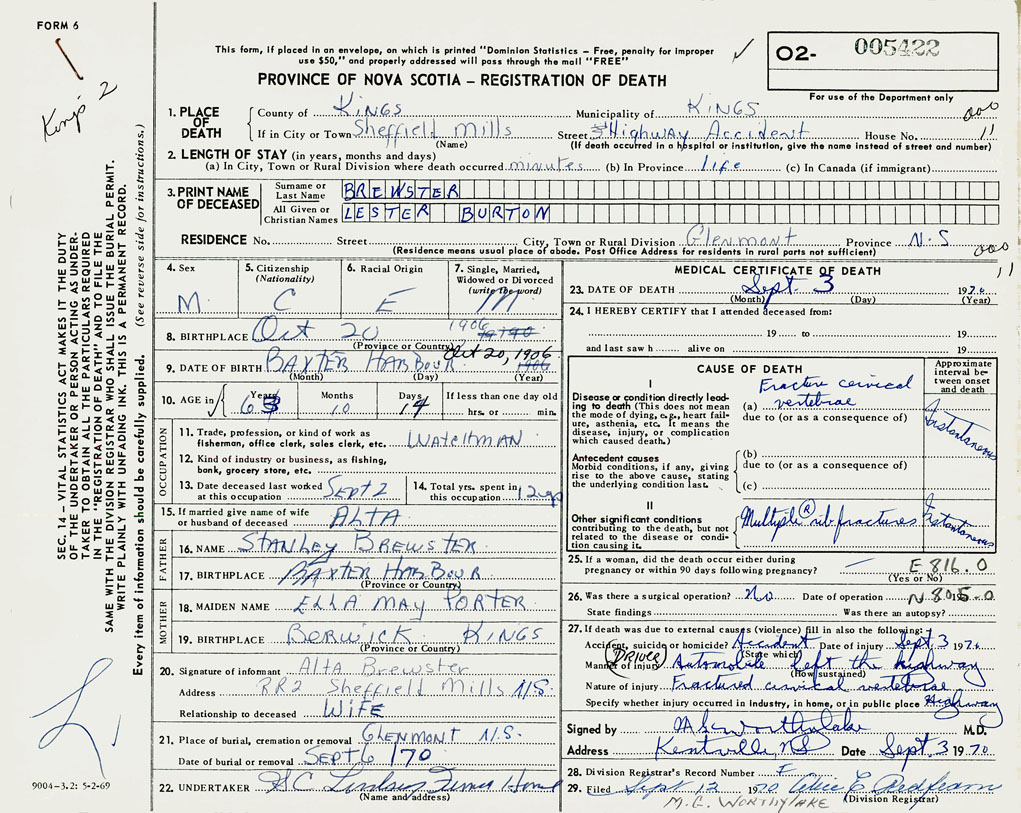 FORM 6
King's 2
This form, if placed in an envelope, on which is printed "Dominion Statistics – Free, penalty for improper
use $50," and properly addressed will pass through the mail "FREE"
PROVINCE OF NOVA SCOTIA – REGISTRATION OF DEATH
✓
O2- 005422
For use of the Department only
1. PLACE OF DEATH
County of Kings Municipality of Kings
If in City or Town Sheffield Mills Street Highway Accident House No.
(Name) (If death occurred in a hospital or institution, give the name instead of street and number)
000
11
2. LENGTH OF STAY (in years, months and days)
(a) In City, Town or Rural Division where death occurred minutes (b) In Province life (c) In Canada (if immigrant)
3. PRINT NAME OF DECEASED
Surname or Last Name BREWSTER
All Given or Christian Names LESTER BURTON
RESIDENCE No. Street City, Town or Rural Division Glenmont Province N.S
(Residence means usual place of abode. Post Office Address for residents in rural parts not sufficient)
000
11
4. Sex M
5. Citizenship (Nationality) C
6. Racial Origin E
7. Single, Married, Widowed or Divorced (write the word) M
8. BIRTHPLACE Oct 20 1906
(Province or Country)
Oct 20, 1906
9. DATE OF BIRTH BAXTER HARBOUR 1906
(Month) (Day) (Year)
10. AGE in Years 63 Months 10 Days 14 If less than one day old
hrs. or min.
OCCUPATION
11. Trade, profession, or kind of work as
fisherman, office clerk, sales clerk, etc. WATCHMAN
12. Kind of industry or business, as fishing,
bank, grocery store, etc.
13. Date deceased last worked at this occupation SEPT 2
14. Total yrs. spent in this occupation 12
15. If married give name of wife
or husband of deceased ALTA
FATHER
16. NAME STANLEY BREWSTER
17. BIRTHPLACE BAXTER HARBOUR
(Province or Country)
MOTHER
18. MAIDEN NAME ELLA MAY PORTER
19. BIRTHPLACE BERWICK KINGS
(Province or Country)
20. Signature of informant Alta Brewster
Address RR2 Sheffield Mills N.S.
Relationship to deceased WIFE
21. Place of burial, cremation or removal GLENMONT N.S.
Date of burial or removal SEPT 6/70
22. UNDERTAKER Lindsay Funeral Home
(Name and address)
MEDICAL CERTIFICATE OF DEATH
23. DATE OF DEATH Sept. 3 1970
(Month) (Day) (Year)
24. I HEREBY CERTIFY that I attended deceased from:
19 to 19
and last saw h alive on 19
CAUSE OF DEATH
Approximate interval between onset and death
I
Disease or condition directly leading
to death (This does not mean
the mode of dying, e.g., heart failure,
asthenia, etc. It means the
disease, injury, or complication
which caused death.)
(a) Fracture cervical vertebrae Instantaneous
due to (or as a consequence of)
Antecedent causes
Morbid conditions, if any, giving
rise to the above cause, stating
the underlying condition last.
(b)
due to (or as a consequence of)
(c)
II
Other significant conditions
contributing to the death, but not
related to the disease or condition
causing it.
Multiple (R) rib fractures Instantaneous
25. If a woman, did the death occur either during
pregnancy or within 90 days following pregnancy? —
(Yes or No)
E 816.0
26. Was there a surgical operation? No Date of operation 19
N 805-0
State findings Was there an autopsy?
27. If death was due to external causes (violence) fill in also the following:
Accident, suicide or homicide? Accident Date of injury Sept. 3 1970
(State which)
(DRIVER)
Manner of injury Automobile left the highway
(How sustained)
Nature of injury Fractured cervical vertebrae
Specify whether injury occurred in industry, in home, or in public place Highway
Signed by M.D.
Address Kentville, NS Date Sept. 3 1970
28. Division Registrar's Record Number
29. Filed Sept 12 1970
(Division Registrar)
M.G. WORTHYLAKE
SEC. 14 – VITAL STATISTICS ACT MAKES IT THE DUTY
OF THE UNDERTAKER OR PERSON ACTING AS UNDERTAKER
TO OBTAIN ALL THE PARTICULARS REQUIRED
IN THE "REGISTRATION OF DEATH" AND TO FILE THE
SAME WITH THE DIVISION REGISTRAR WHO SHALL ISSUE THE BURIAL PERMIT.
WRITE PLAINLY WITH UNFADING INK. THIS IS A PERMANENT RECORD.
Every item of information should be carefully supplied. (See reverse side for instructions.)
9004-3.2: 5-2-69